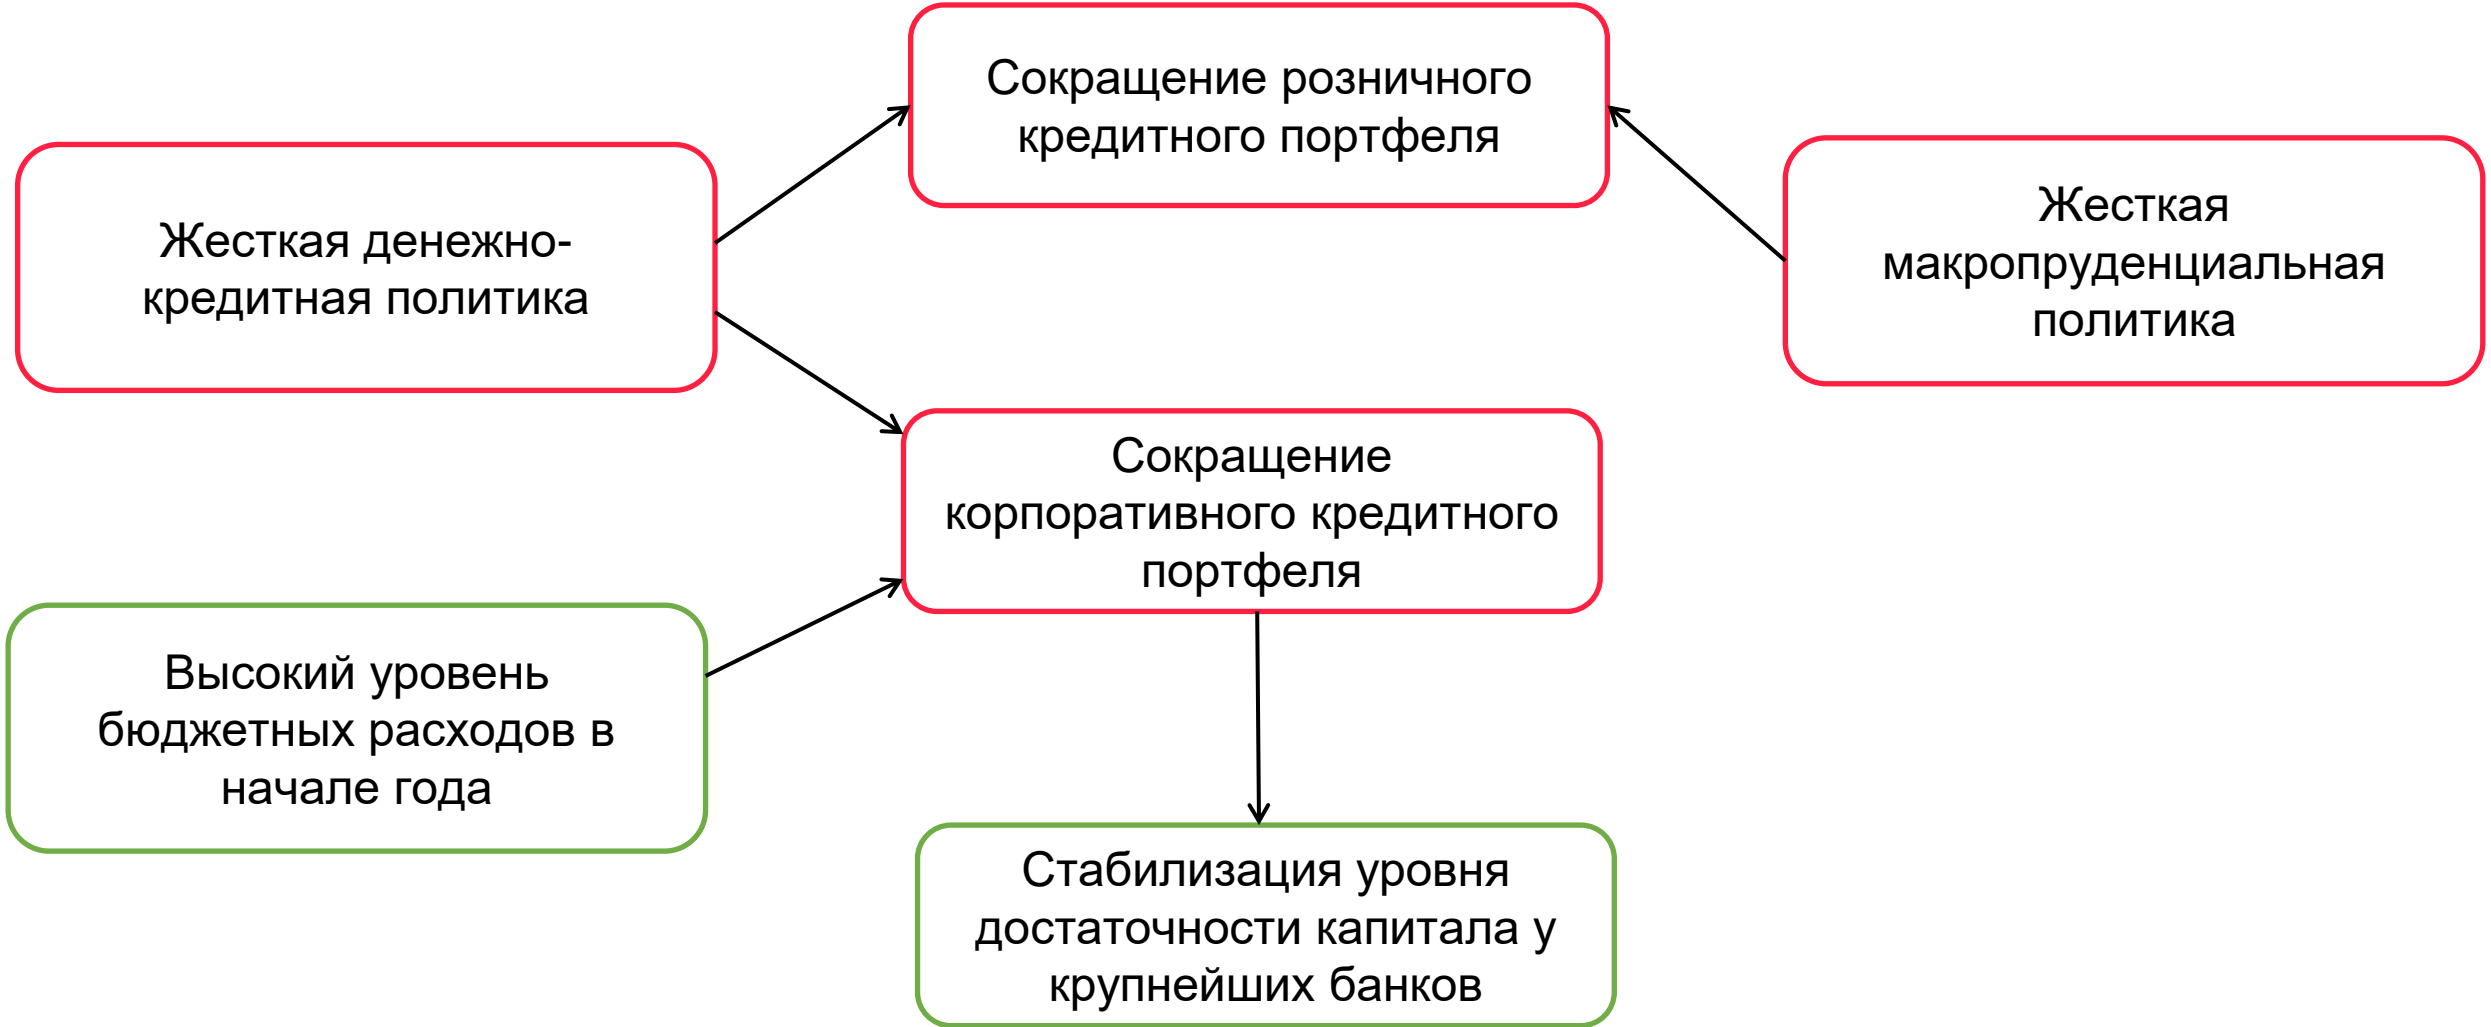 Сокращение розничного
кредитного портфеля
Жесткая денежно-
кредитная политика
Жесткая
макропруденциальная
политика
Сокращение
корпоративного кредитного
портфеля
Высокий уровень
бюджетных расходов в
начале года
Стабилизация уровня
достаточности капитала у
крупнейших банков